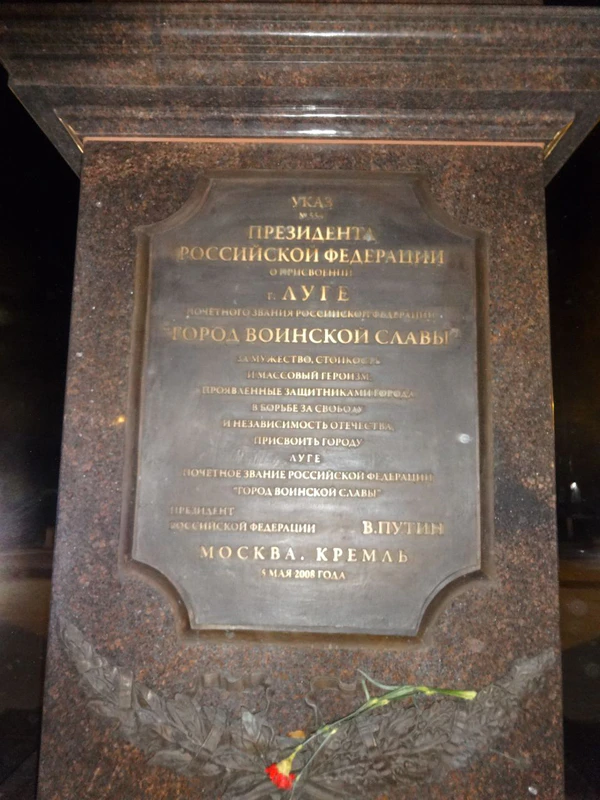 УКАЗ
ПРЕЗИДЕНТА
РОССИЙСКОЙ ФЕДЕРАЦИИ
О ПРИСВОЕНИИ
г. ЛУГЕ
ПОЧЕТНОГО ЗВАНИЯ РОССИЙСКОЙ ФЕДЕРАЦИИ
"ГОРОД ВОИНСКОЙ СЛАВЫ"
ЗА МУЖЕСТВО, СТОЙКОСТЬ
И МАССОВЫЙ ГЕРОИЗМ,
ПРОЯВЛЕННЫЕ ЗАЩИТНИКАМИ ГОРОДА
В БОРЬБЕ ЗА СВОБОДУ
И НЕЗАВИСИМОСТЬ ОТЕЧЕСТВА,
ПРИСВОИТЬ ГОРОДУ
ЛУГЕ
ПОЧЕТНОЕ ЗВАНИЕ РОССИЙСКОЙ ФЕДЕРАЦИИ
"ГОРОД ВОИНСКОЙ СЛАВЫ"
ПРЕЗИДЕНТ
РОССИЙСКОЙ ФЕДЕРАЦИИ В.ПУТИН
МОСКВА. КРЕМЛЬ
5 МАЯ 2008 ГОДА